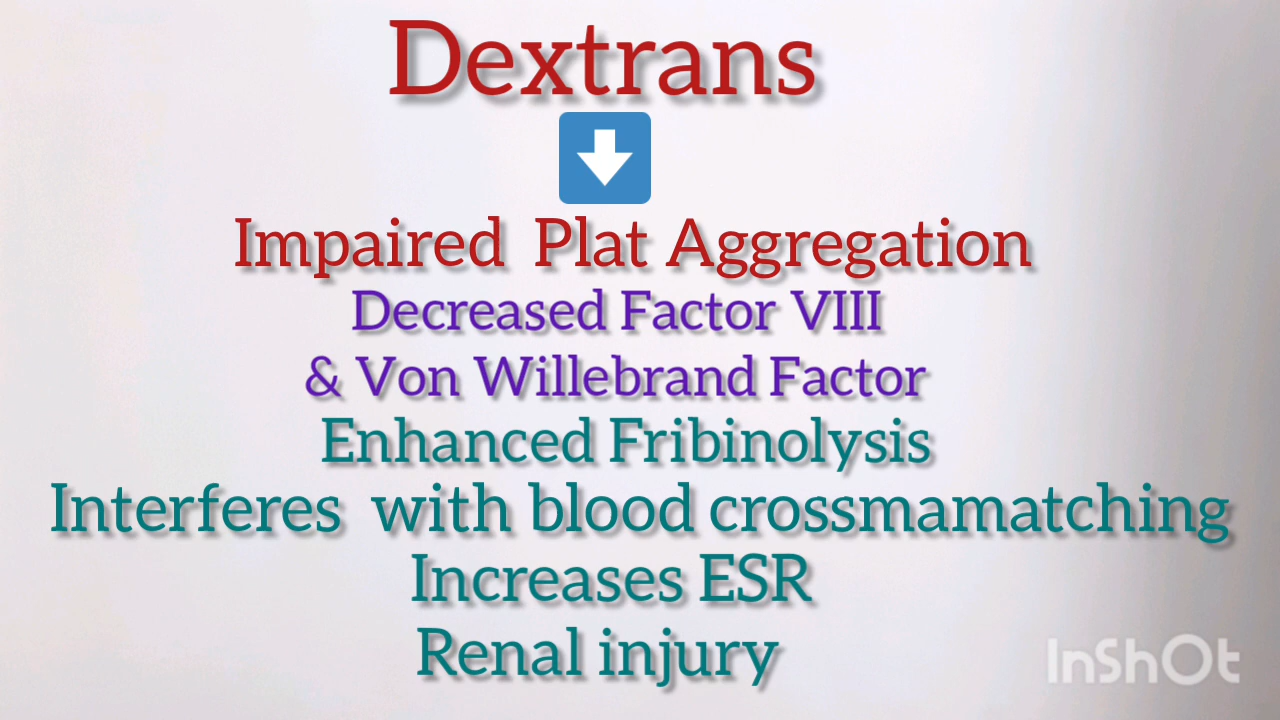 Dextrans
Impaired Plat Aggregation
Decreased Factor VIII
& Von Willebrand Factor
Enhanced Fribinolysis
Interferes with blood crossmamatching
Increases ESR
Renal injury
InShOt